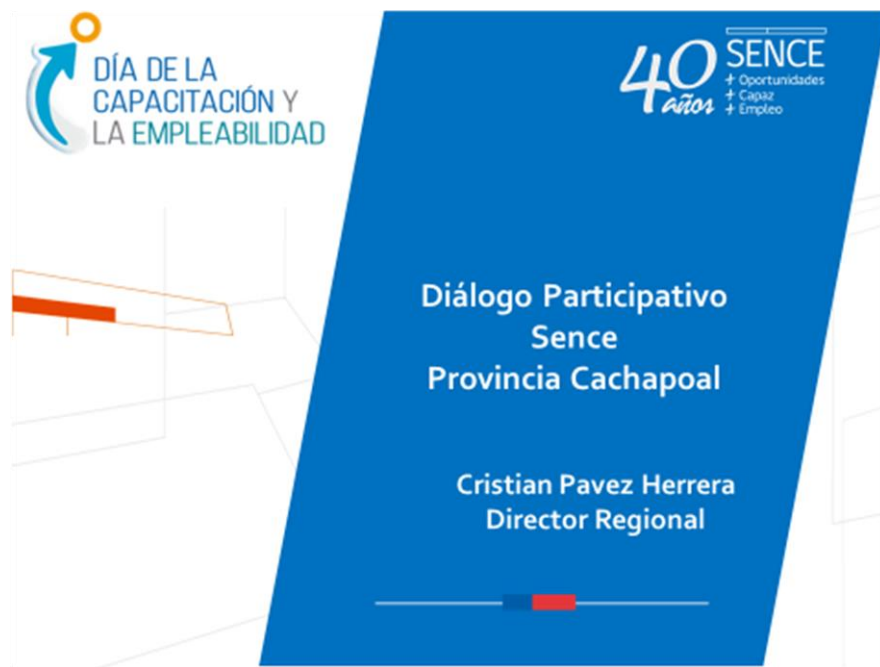 DÍA DE LA
CAPACITACIÓN Y
LA EMPLEABILIDAD
40 años
SENCE
+ Oportunidades
+ Capaz
+ Empleo
Diálogo Participativo
Sence
Provincia Cachapoal
Cristian Pavez Herrera
Director Regional